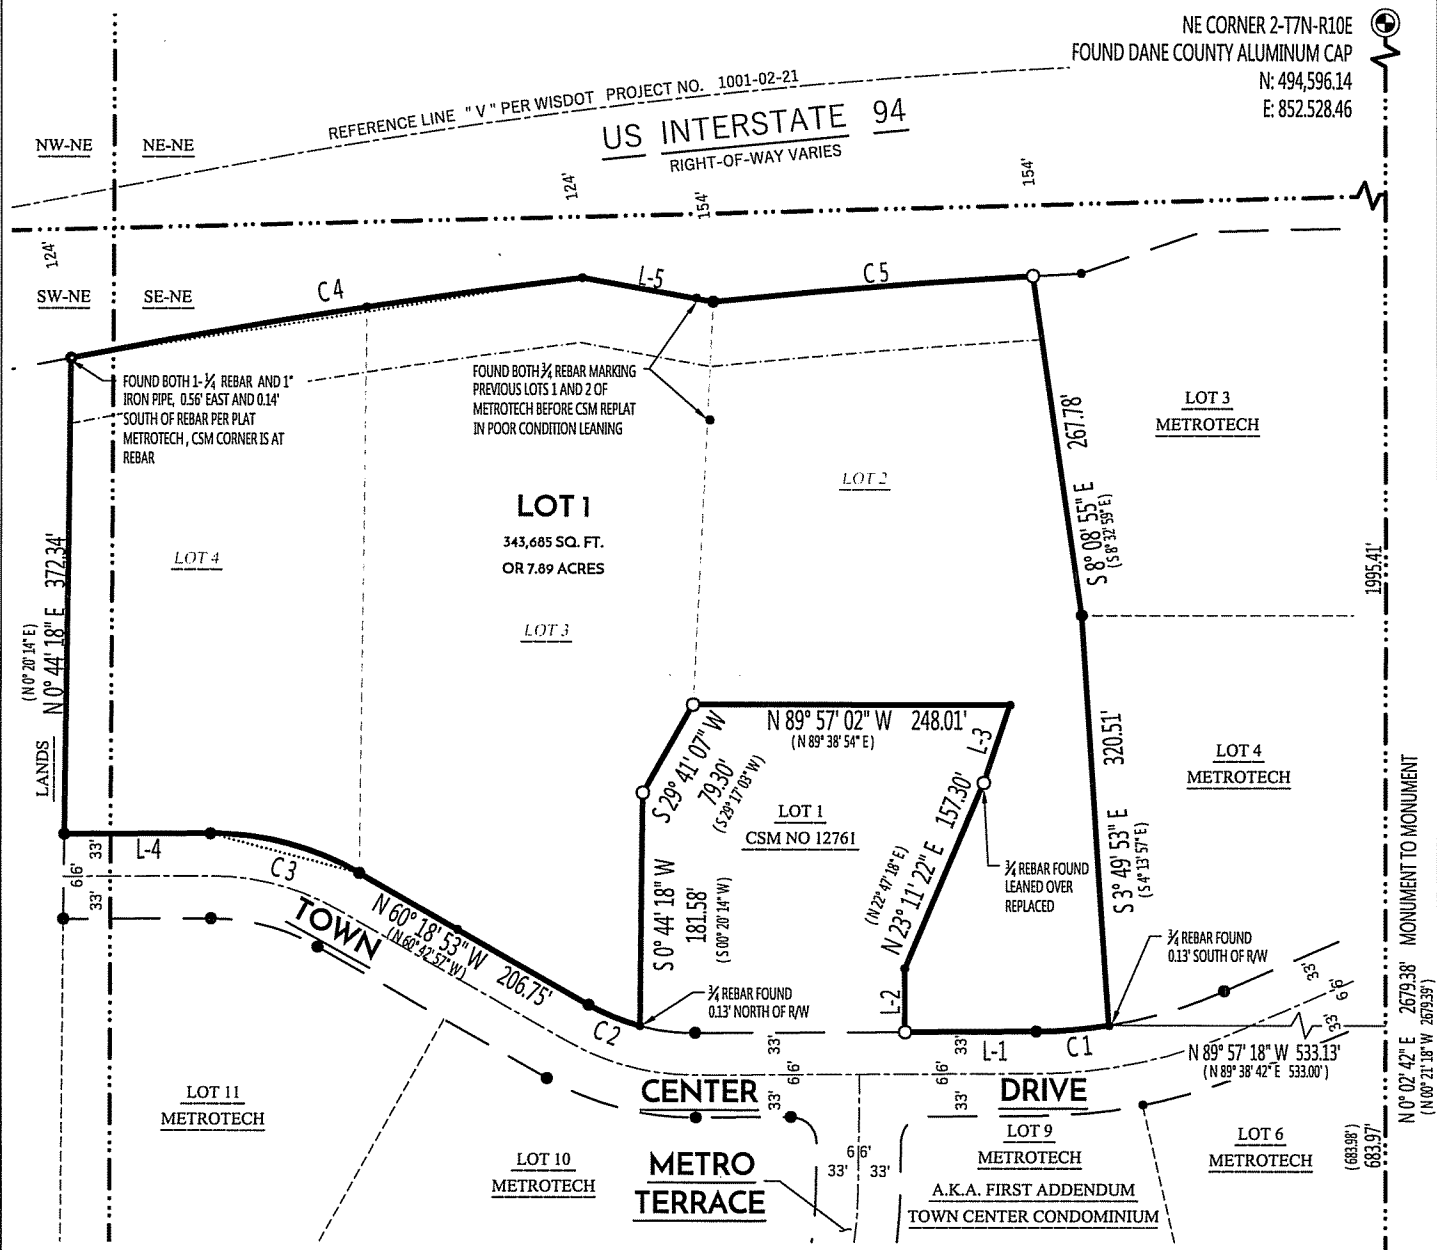 NE CORNER 2-T7N-R10E
FOUND DANE COUNTY ALUMINUM CAP
N: 494,596.14
E: 852.528.46
REFERENCE LINE "V" PER WISDOT PROJECT NO. 1001-02-21
US INTERSTATE 94
RIGHT-OF-WAY VARIES
NW-NE
NE-NE
124'
154'
154'
124'
SW-NE
SE-NE
C4
L-5
C5
FOUND BOTH 1-¼ REBAR AND 1"
IRON PIPE, 0.56' EAST AND 0.14'
SOUTH OF REBAR PER PLAT
METROTECH, CSM CORNER IS AT
REBAR
FOUND BOTH ¾ REBAR MARKING
PREVIOUS LOTS 1 AND 2 OF
METROTECH BEFORE CSM REPLAT
IN POOR CONDITION LEANING
S 8° 08' 55" E 267.78'
(S 8° 32' 59" E)
LOT 3
METROTECH
LOT 2
LOT 1
343,685 SQ. FT.
OR 7.89 ACRES
LOT 4
LOT 3
(N 0° 20' 14" E)
N 0° 44' 18" E 372.34'
LANDS
1995.41'
N 89° 57' 02" W 248.01'
(N 89° 38' 54" E)
L-3
S 29° 41' 07" W
79.30'
(S 29° 17' 03" W)
LOT 1
CSM NO 12761
(N 22° 47' 18" E)
N 23° 11' 22" E 157.30'
S 3° 49' 53" E 320.51'
(S 4° 13' 57" E)
LOT 4
METROTECH
¾ REBAR FOUND
LEANED OVER
REPLACED
L-4
C3
33'
66'
33'
N 60° 18' 53" W 206.75'
(N 60° 42' 57" W)
S 0° 44' 18" W
181.58'
(S 00° 20' 14" W)
L-2
¾ REBAR FOUND
0.13' NORTH OF R/W
¾ REBAR FOUND
0.13' SOUTH OF R/W
C2
L-1
C1
33'
66'
33'
33'
66'
33'
33'
66'
33'
N 89° 57' 18" W 533.13'
(N 89° 38' 42" E 533.00')
N 0° 02' 42" E 2679.38' MONUMENT TO MONUMENT
(N 00° 21' 18" W 2679.39')
(683.98')
683.97'
TOWN CENTER DRIVE
LOT 11
METROTECH
LOT 10
METROTECH
METRO
TERRACE
66'
33'
33'
LOT 9
METROTECH
A.K.A. FIRST ADDENDUM
TOWN CENTER CONDOMINIUM
LOT 6
METROTECH